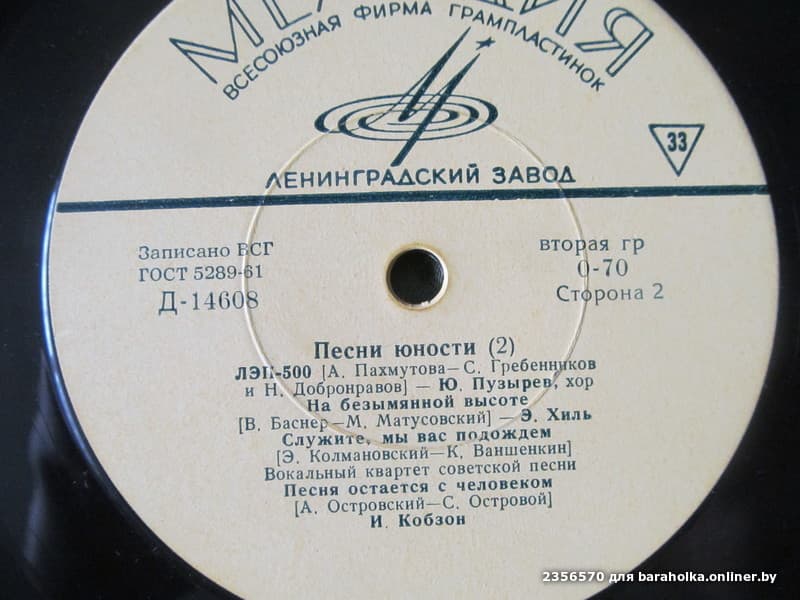 ВСЕСОЮЗНАЯ ФИРМА ГРАМПЛАСТИНОК
33
ЛЕНИНГРАДСКИЙ ЗАВОД
Записано ВСГ
ГОСТ 5289-61
Д-14608
вторая гр
0-70
Сторона 2
Песни юности (2)
ЛЭП-500 [А. Пахмутова—С. Гребенников
и Н. Добронравов] — Ю. Пузырев, хор
На безымянной высоте
[В. Баснер—М. Матусовский] — Э. Хиль
Служите, мы вас подождем
[Э. Колмановский—К. Ваншенкин]
Вокальный квартет советской песни
Песня остается с человеком
[А. Островский—С. Островой]
И. Кобзон
2356570 для baraholka.onliner.by